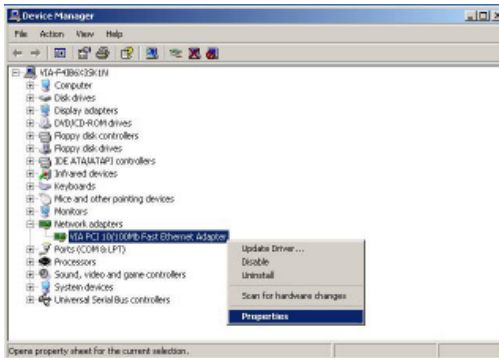 Device Manager
File Action View Help
VIA-F4I86X3SK1N
Computer
Disk drives
Display adapters
DVD/CD-ROM drives
Floppy disk controllers
Floppy disk drives
IDE ATA/ATAPI controllers
Infrared devices
Keyboards
Mice and other pointing devices
Monitors
Network adapters
VIA PCI 10/100Mb Fast Ethernet Adapter
Ports (COM & LPT)
Processors
Sound, video and game controllers
System devices
Universal Serial Bus controllers
Update Driver...
Disable
Uninstall
Scan for hardware changes
Properties
Opens property sheet for the current selection.